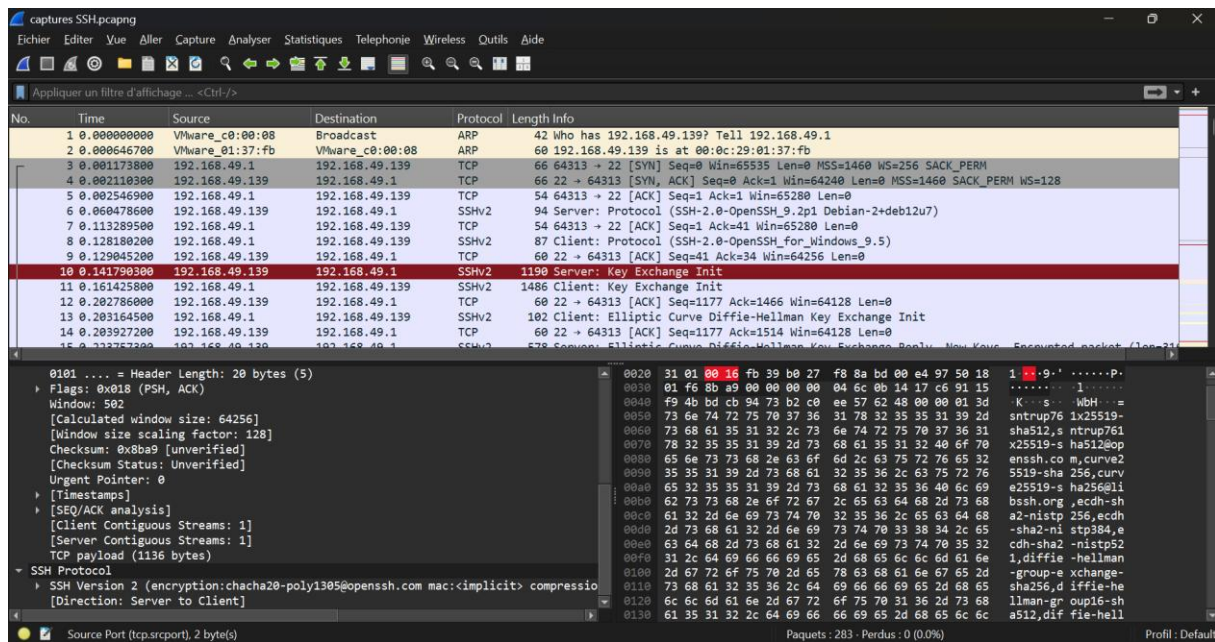 captures SSH.pcapng
Fichier Editer Vue Aller Capture Analyser Statistiques Telephonie Wireless Outils Aide
Appliquer un filtre d'affichage ... <Ctrl-/>
No. Time Source Destination Protocol Length Info
1 0.000000000 VMware_c0:00:08 Broadcast ARP 42 Who has 192.168.49.139? Tell 192.168.49.1
2 0.000646700 VMware_01:37:fb VMware_c0:00:08 ARP 60 192.168.49.139 is at 00:0c:29:01:37:fb
3 0.001173800 192.168.49.1 192.168.49.139 TCP 66 64313 → 22 [SYN] Seq=0 Win=65535 Len=0 MSS=1460 WS=256 SACK_PERM
4 0.002110300 192.168.49.139 192.168.49.1 TCP 66 22 → 64313 [SYN, ACK] Seq=0 Ack=1 Win=64240 Len=0 MSS=1460 SACK_PERM WS=128
5 0.002546900 192.168.49.1 192.168.49.139 TCP 54 64313 → 22 [ACK] Seq=1 Ack=1 Win=65280 Len=0
6 0.060478600 192.168.49.139 192.168.49.1 SSHv2 94 Server: Protocol (SSH-2.0-OpenSSH_9.2p1 Debian-2+deb12u7)
7 0.113289500 192.168.49.1 192.168.49.139 TCP 54 64313 → 22 [ACK] Seq=1 Ack=41 Win=65280 Len=0
8 0.128180200 192.168.49.1 192.168.49.139 SSHv2 87 Client: Protocol (SSH-2.0-OpenSSH_for_Windows_9.5)
9 0.129045200 192.168.49.139 192.168.49.1 TCP 60 22 → 64313 [ACK] Seq=41 Ack=34 Win=64256 Len=0
10 0.141790300 192.168.49.139 192.168.49.1 SSHv2 1190 Server: Key Exchange Init
11 0.161425800 192.168.49.1 192.168.49.139 SSHv2 1486 Client: Key Exchange Init
12 0.202786000 192.168.49.139 192.168.49.1 TCP 60 22 → 64313 [ACK] Seq=1177 Ack=1466 Win=64128 Len=0
13 0.203164500 192.168.49.1 192.168.49.139 SSHv2 102 Client: Elliptic Curve Diffie-Hellman Key Exchange Init
14 0.203927200 192.168.49.139 192.168.49.1 TCP 60 22 → 64313 [ACK] Seq=1177 Ack=1514 Win=64128 Len=0
15 0.223757300 192.168.49.139 192.168.49.1 SSHv2 578 Server: Elliptic Curve Diffie-Hellman Key Exchange Reply, New Keys, Encrypted packet
0101 .... = Header Length: 20 bytes (5)
Flags: 0x018 (PSH, ACK)
Window: 502
[Calculated window size: 64256]
[Window size scaling factor: 128]
Checksum: 0x8ba9 [unverified]
[Checksum Status: Unverified]
Urgent Pointer: 0
[Timestamps]
[SEQ/ACK analysis]
[Client Contiguous Streams: 1]
[Server Contiguous Streams: 1]
TCP payload (1136 bytes)
SSH Protocol
SSH Version 2 (encryption:chacha20-poly1305@openssh.com mac:<implicit> compressio
[Direction: Server to Client]
0020 31 01 00 16 fb 39 b0 27 f8 8a bd 00 e4 97 50 18 1····9·' ······P·
0030 01 f6 8b a9 00 00 00 00 04 6c 0b 14 17 c6 91 15 ········ ·l······
0040 f9 4b bd cb 94 73 b2 c0 ee 57 62 48 00 00 01 3d ·K···s·· ·WbH···=
0050 73 6e 74 72 75 70 37 36 31 78 32 35 35 31 39 2d sntrup76 1x25519-
0060 73 68 61 35 31 32 2c 73 6e 74 72 75 70 37 36 31 sha512,s ntrup761
0070 78 32 35 35 31 39 2d 73 68 61 35 31 32 40 6f 70 x25519-s ha512@op
0080 65 6e 73 73 68 2e 63 6f 6d 2c 63 75 72 76 65 32 enssh.co m,curve2
0090 35 35 31 39 2d 73 68 61 32 35 36 2c 63 75 72 76 5519-sha 256,curv
00a0 65 32 35 35 31 39 2d 73 68 61 32 35 36 40 6c 69 e25519-s ha256@li
00b0 62 73 73 68 2e 6f 72 67 2c 65 63 64 68 2d 73 68 bssh.org ,ecdh-sh
00c0 61 32 2d 6e 69 73 74 70 32 35 36 2c 65 63 64 68 a2-nistp 256,ecdh
00d0 2d 73 68 61 32 2d 6e 69 73 74 70 33 38 34 2c 65 -sha2-ni stp384,e
00e0 63 64 68 2d 73 68 61 32 2d 6e 69 73 74 70 35 32 cdh-sha2 -nistp52
00f0 31 2c 64 69 66 66 69 65 2d 68 65 6c 6c 6d 61 6e 1,diffie -hellman
0100 2d 67 72 6f 75 70 2d 65 78 63 68 61 6e 67 65 2d -group-e xchange-
0110 73 68 61 32 35 36 2c 64 69 66 66 69 65 2d 68 65 sha256,d iffie-he
0120 6c 6c 6d 61 6e 2d 67 72 6f 75 70 31 36 2d 73 68 llman-gr oup16-sh
0130 61 35 31 32 2c 64 69 66 66 69 65 2d 68 65 6c 6c a512,dif fie-hell
Source Port (tcp.srcport), 2 byte(s)
Paquets : 283 · Perdus : 0 (0.0%)
Profil : Default